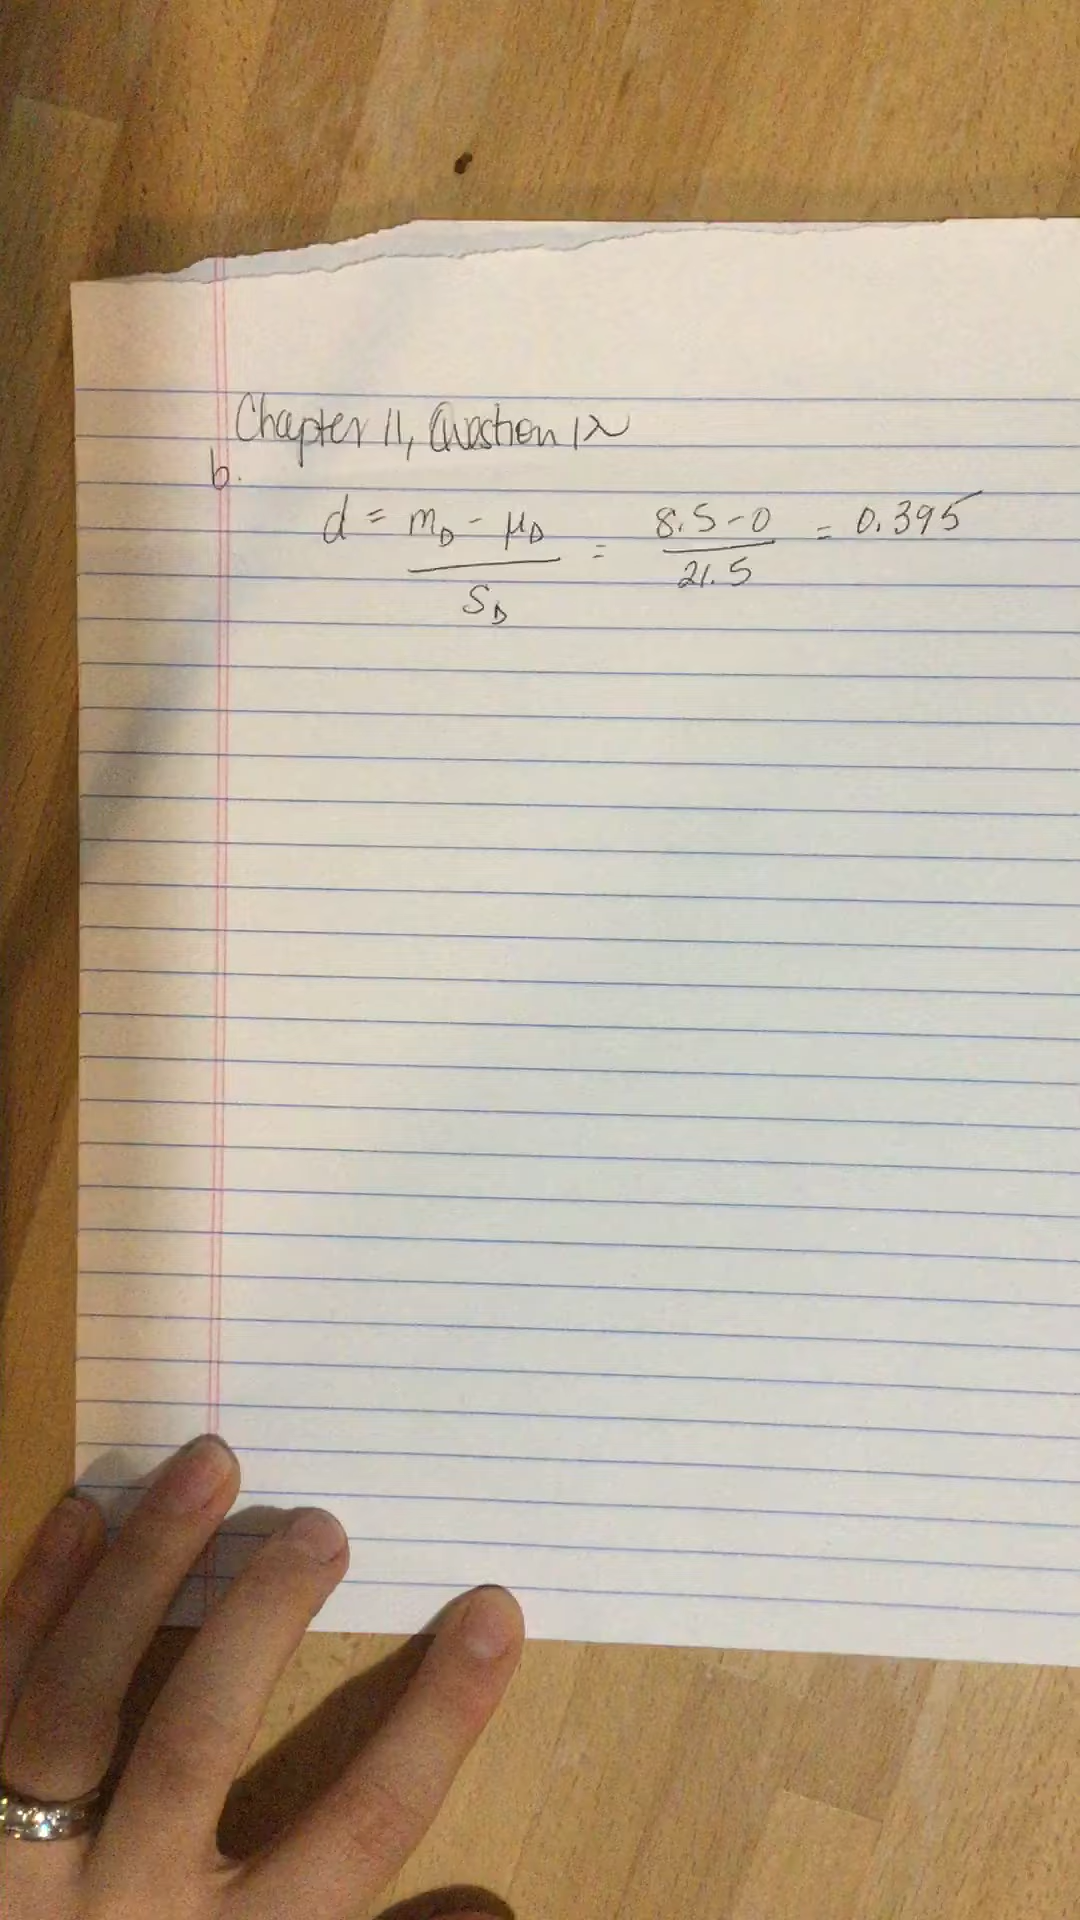 Chapter 11, Question 12
b.
d = m_D - μ_D / S_D = 8.5-0 / 21.5 = 0.395